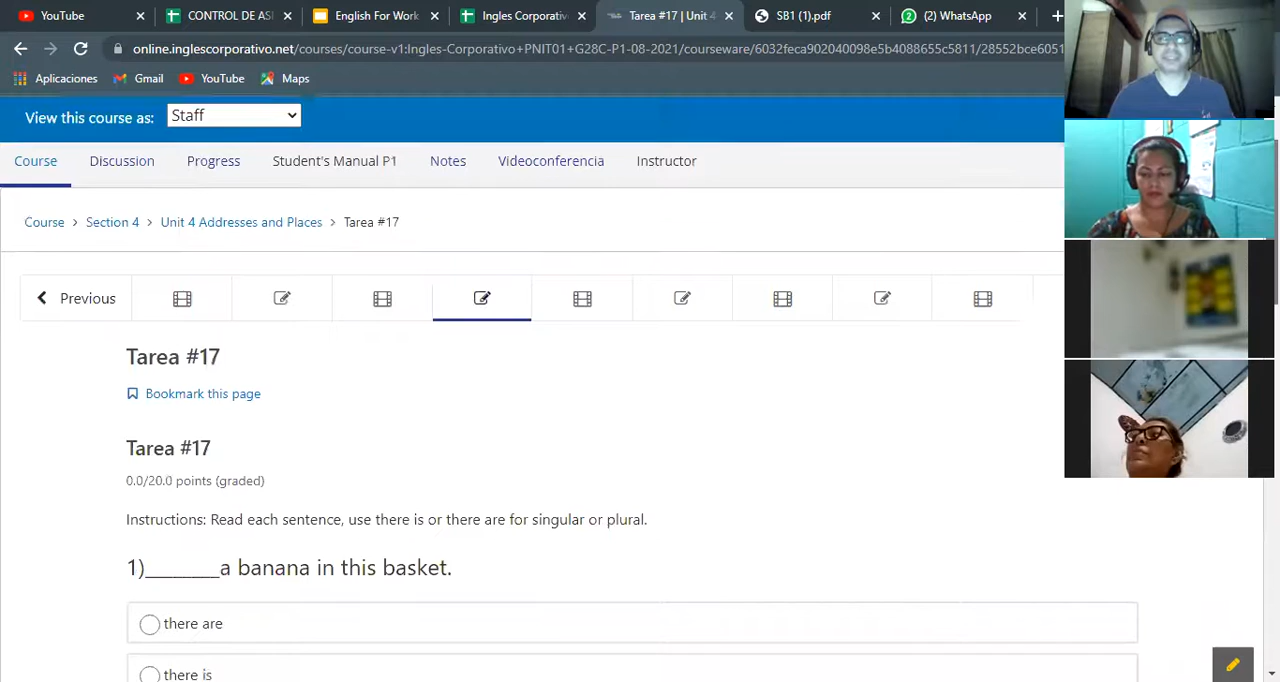 YouTube
CONTROL DE ASI
English For Work
Ingles Corporativ
Tarea #17 | Unit 4
SB1 (1).pdf
(2) WhatsApp
online.inglescorporativo.net/courses/course-v1:Ingles-Corporativo+PNIT01+G28C-P1-08-2021/courseware/6032feca902040098e5b4088655c5811/28552bce6051
Aplicaciones
Gmail
YouTube
Maps
View this course as:
Staff
Course
Discussion
Progress
Student's Manual P1
Notes
Videoconferencia
Instructor
Course > Section 4 > Unit 4 Addresses and Places > Tarea #17
Previous
Tarea #17
Bookmark this page
Tarea #17
0.0/20.0 points (graded)
Instructions: Read each sentence, use there is or there are for singular or plural.
1)_______a banana in this basket.
there are
there is